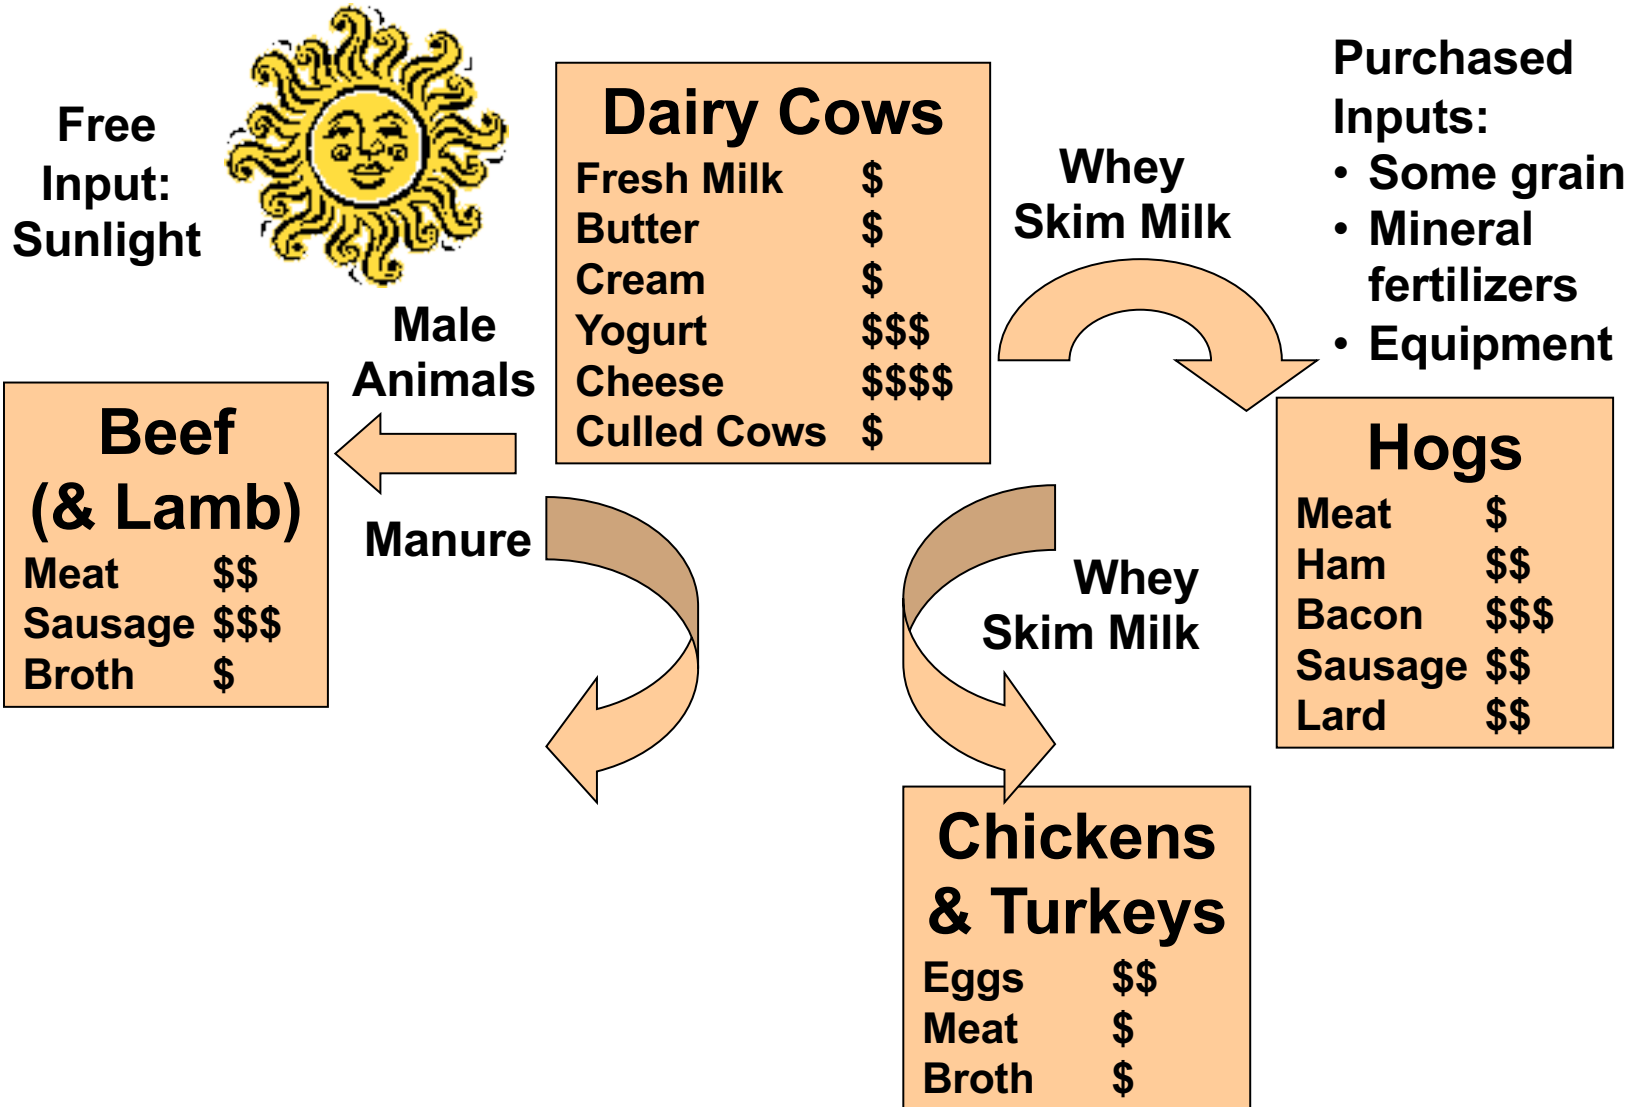 Free
Input:
Sunlight
Dairy Cows
Fresh Milk $
Butter $
Cream $
Yogurt $$$
Cheese $$$$
Culled Cows $
Whey
Skim Milk
Purchased
Inputs:
• Some grain
• Mineral
fertilizers
• Equipment
Male
Animals
Beef
(& Lamb)
Meat $$
Sausage $$$
Broth $
Manure
Whey
Skim Milk
Hogs
Meat $
Ham $$
Bacon $$$
Sausage $$
Lard $$
Chickens
& Turkeys
Eggs $$
Meat $
Broth $